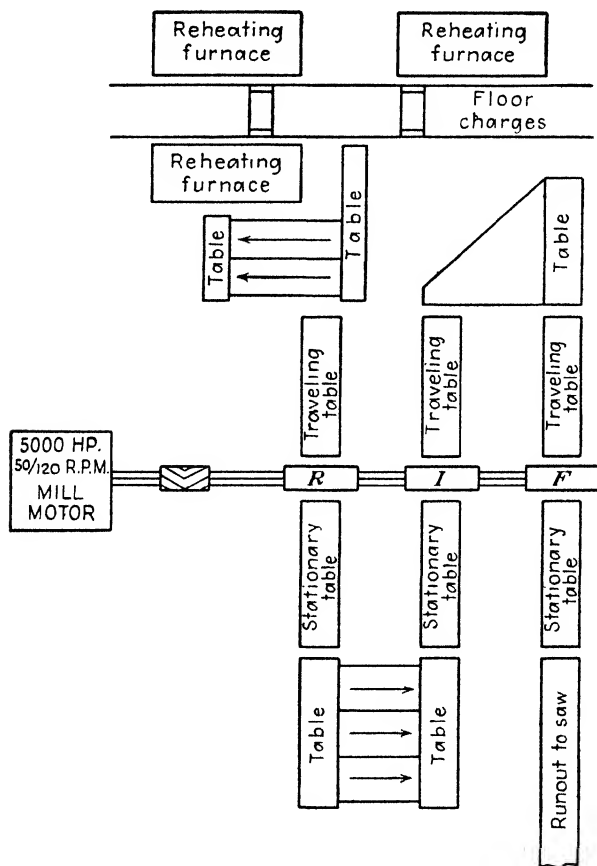 Reheating
furnace
Reheating
furnace
Floor
charges
Reheating
furnace
Table
Table
Table
Traveling
table
Traveling
table
Traveling
table
5000 HP.
50/120 R.P.M.
MILL
MOTOR
R
I
F
Stationary
table
Stationary
table
Stationary
table
Table
Table
Runout to saw